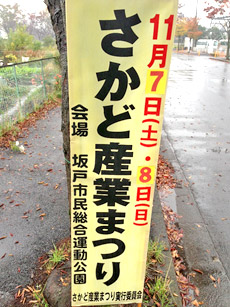 11月7日(土)・8日(日)
さかど産業まつり
会場 坂戸市民総合運動公園
さかど産業まつり実行委員会